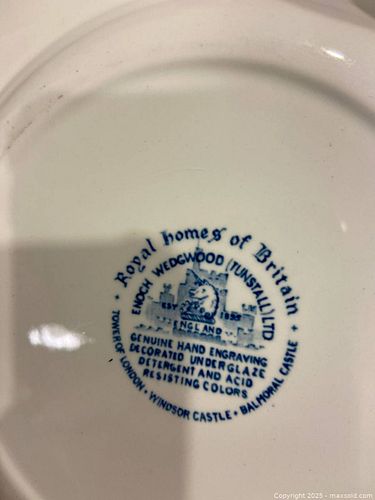 Royal homes of Britain
ENOCH WEDGWOOD (TUNSTALL) LTD
EST 1835
ENGLAND
GENUINE HAND ENGRAVING
DECORATED UNDERGLAZE
DETERGENT AND ACID
RESISTING COLORS
TOWER OF LONDON • WINDSOR CASTLE • BALMORAL CASTLE
Copyright 2025 - maxsold.com